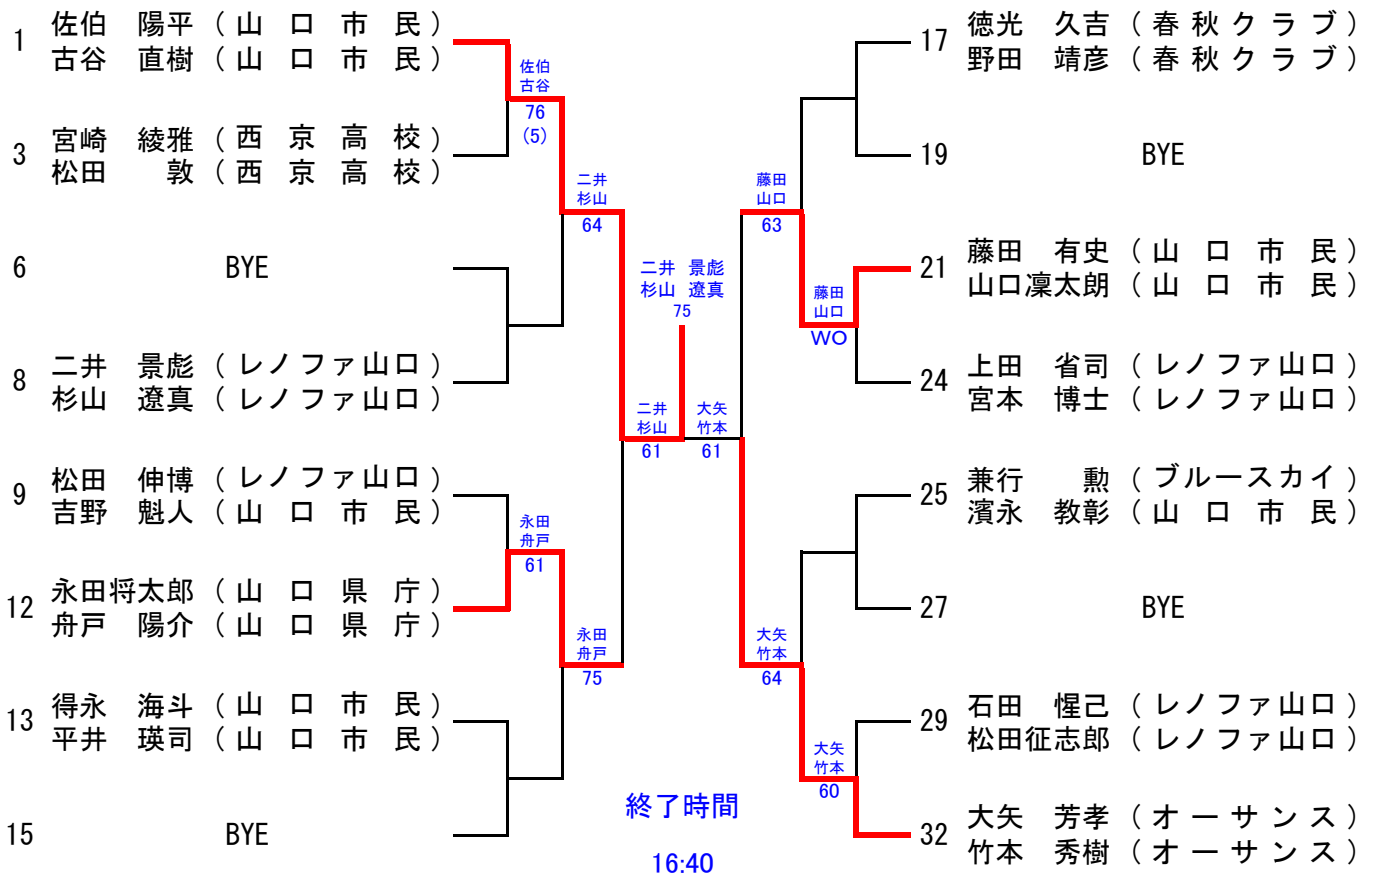 1 佐伯 陽平 (山口市民)
古谷 直樹 (山口市民)
3 宮崎 綾雅 (西京高校)
松田 敦 (西京高校)
6 BYE
8 二井 景彪 (レノファ山口)
杉山 遼真 (レノファ山口)
9 松田 伸博 (レノファ山口)
吉野 魁人 (山口市民)
12 永田将太郎 (山口県庁)
舟戸 陽介 (山口県庁)
13 得永 海斗 (山口市民)
平井 瑛司 (山口市民)
15 BYE
佐伯
古谷
76
(5)
永田
舟戸
61
二井
杉山
64
永田
舟戸
75
二井
杉山
61
二井 景彪
杉山 遼真
75
大矢
竹本
61
藤田
山口
63
大矢
竹本
64
藤田
山口
WO
大矢
竹本
60
17 徳光 久吉 (春秋クラブ)
野田 靖彦 (春秋クラブ)
19 BYE
21 藤田 有史 (山口市民)
山口凜太朗 (山口市民)
24 上田 省司 (レノファ山口)
宮本 博士 (レノファ山口)
25 兼行 勲 (ブルースカイ)
濱永 教彰 (山口市民)
27 BYE
29 石田 惺己 (レノファ山口)
松田征志郎 (レノファ山口)
32 大矢 芳孝 (オーサンス)
竹本 秀樹 (オーサンス)
終了時間
16:40